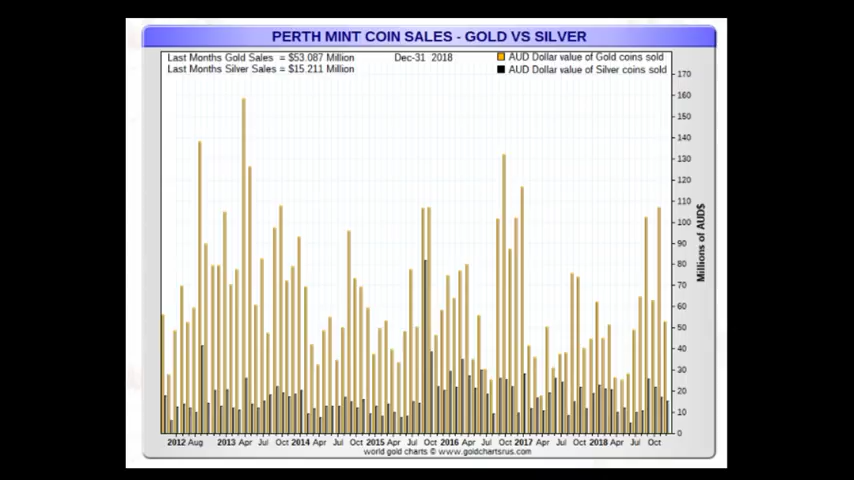 PERTH MINT COIN SALES - GOLD VS SILVER
Last Months Gold Sales = $53.087 Million
Dec-31 2018
AUD Dollar value of Gold coins sold
Last Months Silver Sales = $15.211 Million
AUD Dollar value of Silver coins sold
170
160
150
140
130
120
110
100
90
80
70
60
50
40
30
20
10
0
Millions of AUD$
2012 Aug 2013 Apr Jul Oct 2014 Apr Jul Oct 2015 Apr Jul Oct 2016 Apr Jul Oct 2017 Apr Jul Oct 2018 Apr Jul Oct
world gold charts © www.goldchartsrus.com